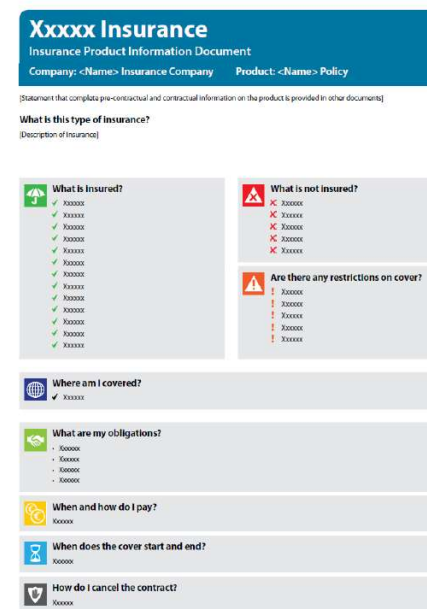 Xxxxx Insurance
Insurance Product Information Document
Company: <Name> Insurance Company Product: <Name> Policy
[Statement that complete pre-contractual and contractual information on the product is provided in other documents]
What is this type of insurance?
[Description of insurance]
What is insured?
Xxxxxx
Xxxxxx
Xxxxxx
Xxxxxx
Xxxxxx
Xxxxxx
Xxxxxx
Xxxxxx
Xxxxxx
Xxxxxx
Xxxxxx
Xxxxxx
Xxxxxx
What is not insured?
Xxxxxx
Xxxxxx
Xxxxxx
Xxxxxx
Xxxxxx
Are there any restrictions on cover?
Xxxxxx
Xxxxxx
Xxxxxx
Xxxxxx
Xxxxxx
Where am I covered?
Xxxxxx
What are my obligations?
Xxxxxx
Xxxxxx
Xxxxxx
Xxxxxx
When and how do I pay?
Xxxxxx
When does the cover start and end?
Xxxxxx
How do I cancel the contract?
Xxxxxx